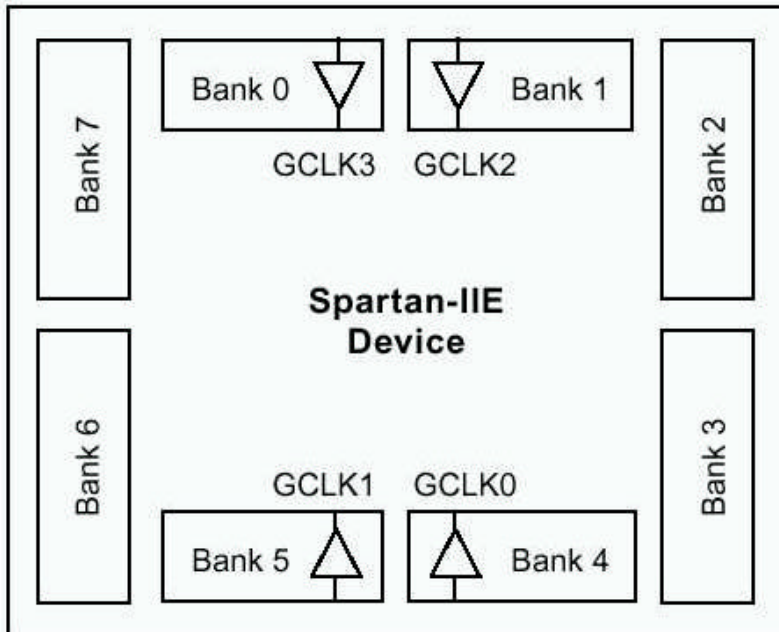 Bank 0
Bank 1
Bank 7
Bank 2
GCLK3
GCLK2
Spartan-IIE
Device
Bank 6
Bank 3
GCLK1
GCLK0
Bank 5
Bank 4